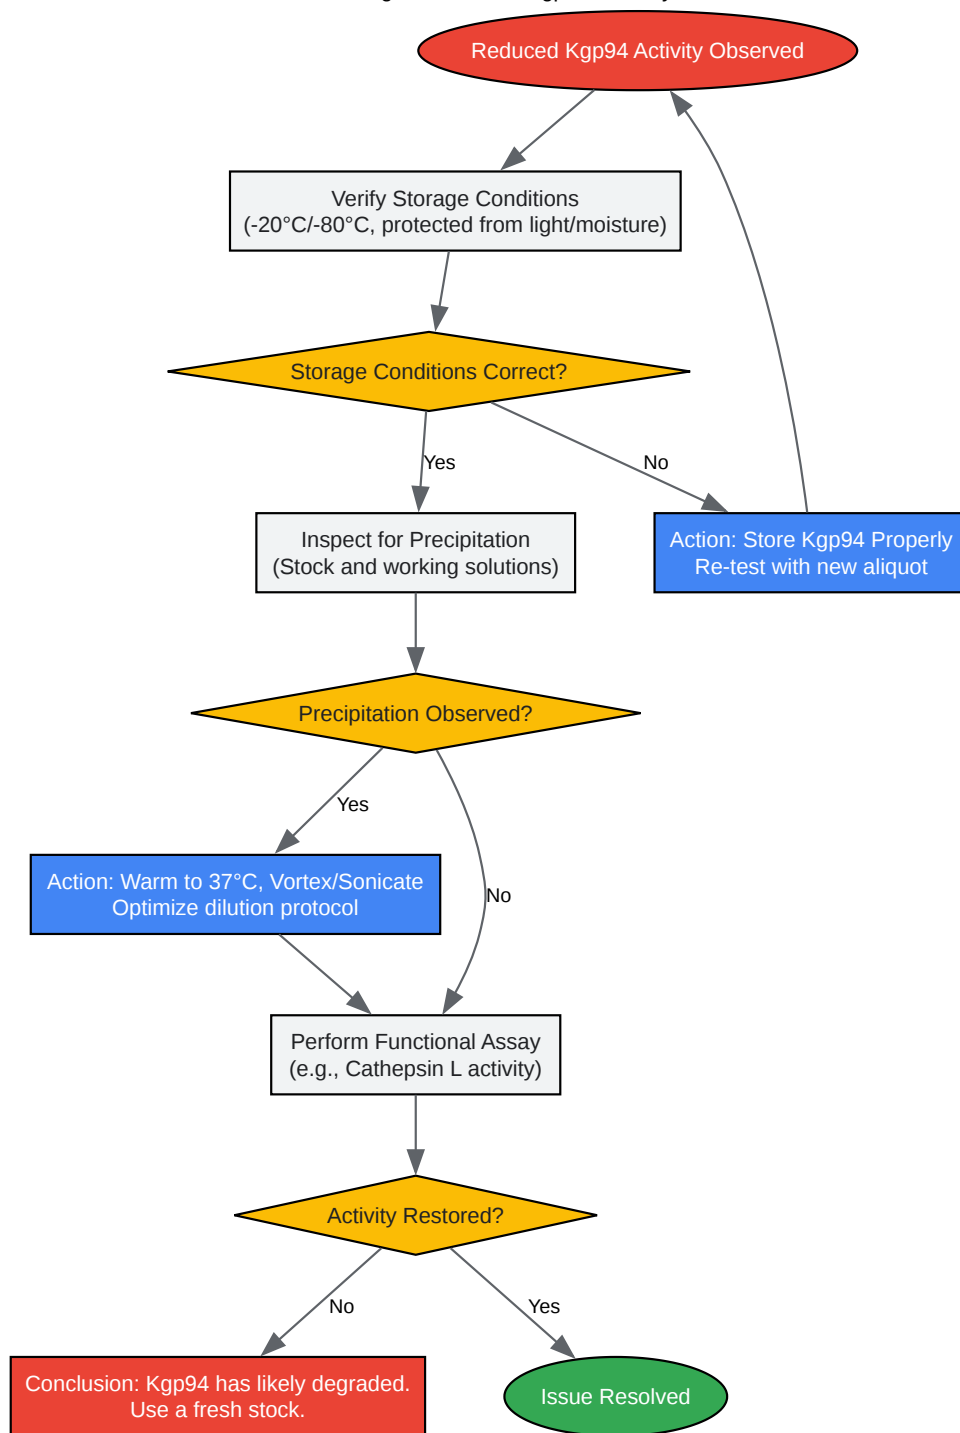 Reduced Kgp94 Activity Observed
Verify Storage Conditions
(-20°C/-80°C, protected from light/moisture)
Storage Conditions Correct?
Yes
No
Inspect for Precipitation
(Stock and working solutions)
Action: Store Kgp94 Properly
Re-test with new aliquot
Precipitation Observed?
Yes
Action: Warm to 37°C, Vortex/Sonicate
Optimize dilution protocol
No
Perform Functional Assay
(e.g., Cathepsin L activity)
Activity Restored?
No
Yes
Conclusion: Kgp94 has likely degraded.
Use a fresh stock.
Issue Resolved